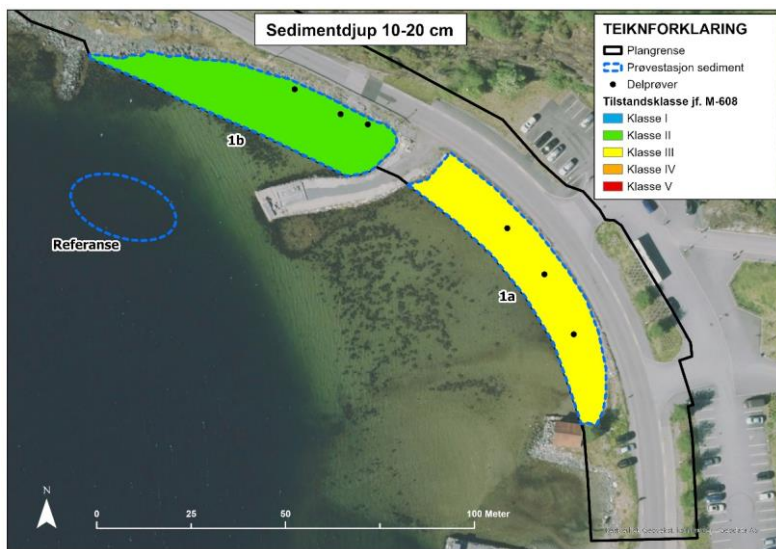 Sedimentdjup 10-20 cm
TEIKNFORKLARING
Plangrense
Prøvestasjon sediment
Delprøver
Tilstandsklasse jf. M-608
Klasse I
Klasse II
Klasse III
Klasse IV
Klasse V
1b
Referanse
1a
N
0
50
100 Meter